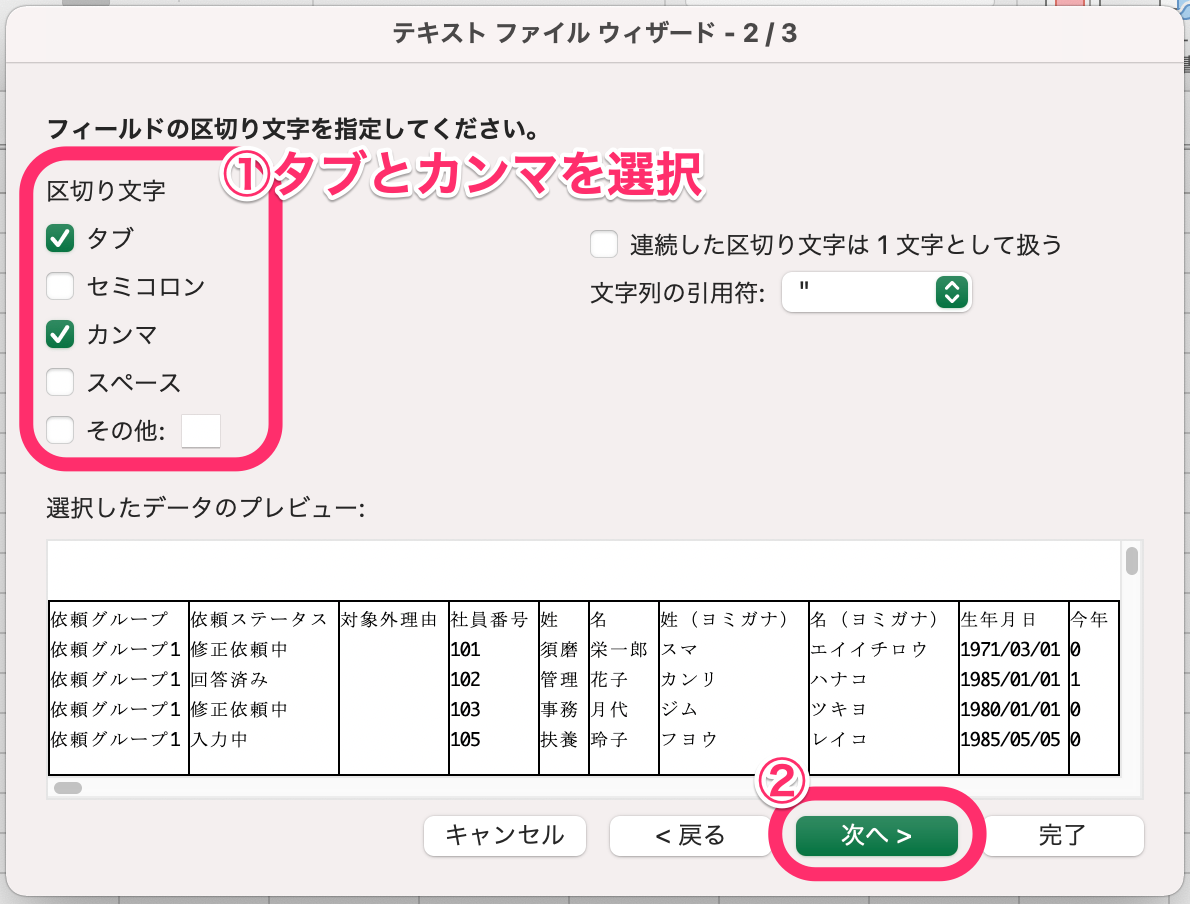 テキスト ファイル ウィザード - 2 / 3
フィールドの区切り文字を指定してください。
①タブとカンマを選択
区切り文字
タブ
セミコロン
カンマ
スペース
その他:
連続した区切り文字は 1 文字として扱う
文字列の引用符: "
選択したデータのプレビュー:
依頼グループ 依頼ステータス 対象外理由 社員番号 姓 名 姓（ヨミガナ） 名（ヨミガナ） 生年月日 今年
依頼グループ1 修正依頼中 101 須磨 栄一郎 スマ エイイチロウ 1971/03/01 0
依頼グループ1 回答済み 102 管理 花子 カンリ ハナコ 1985/01/01 1
依頼グループ1 修正依頼中 103 事務 月代 ジム ツキヨ 1980/01/01 0
依頼グループ1 入力中 105 扶養 玲子 フヨウ レイコ 1985/05/05 0
②
キャンセル < 戻る 次へ > 完了